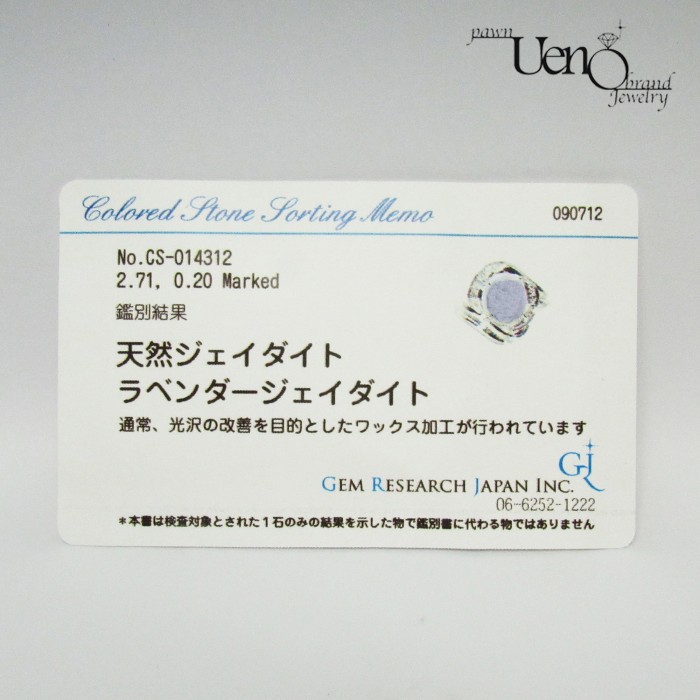 pawn
Ueno
brand
Jewelry
Colored Stone Sorting Memo 090712
No.CS-014312
2.71, 0.20 Marked
鑑別結果
天然ジェイダイト
ラベンダージェイダイト
通常、光沢の改善を目的としたワックス加工が行われています
GJ
GEM RESEARCH JAPAN INC.
06-6252-1222
*本書は検査対象とされた1石のみの結果を示した物で鑑別書に代わる物ではありません